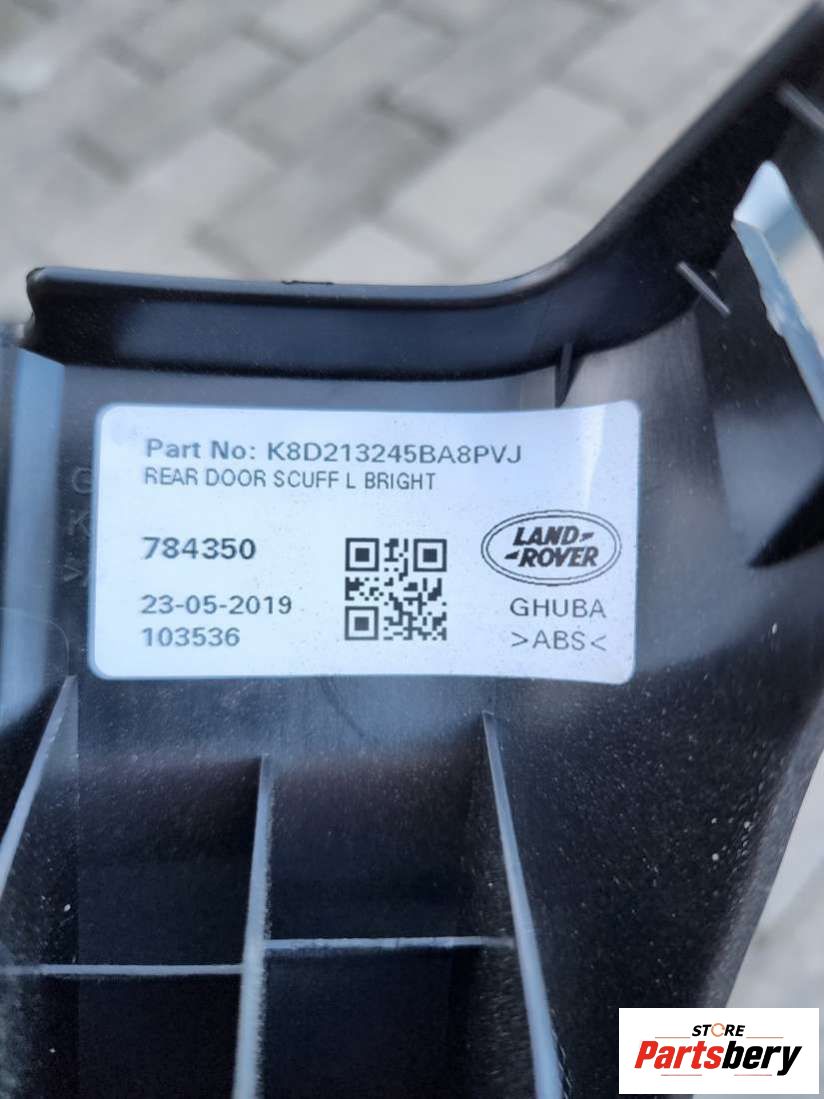 Part No: K8D213245BA8PVJ
REAR DOOR SCUFF L BRIGHT
784350
23-05-2019
103536
LAND
ROVER
GHUBA
>ABS<
STORE
Partsbery